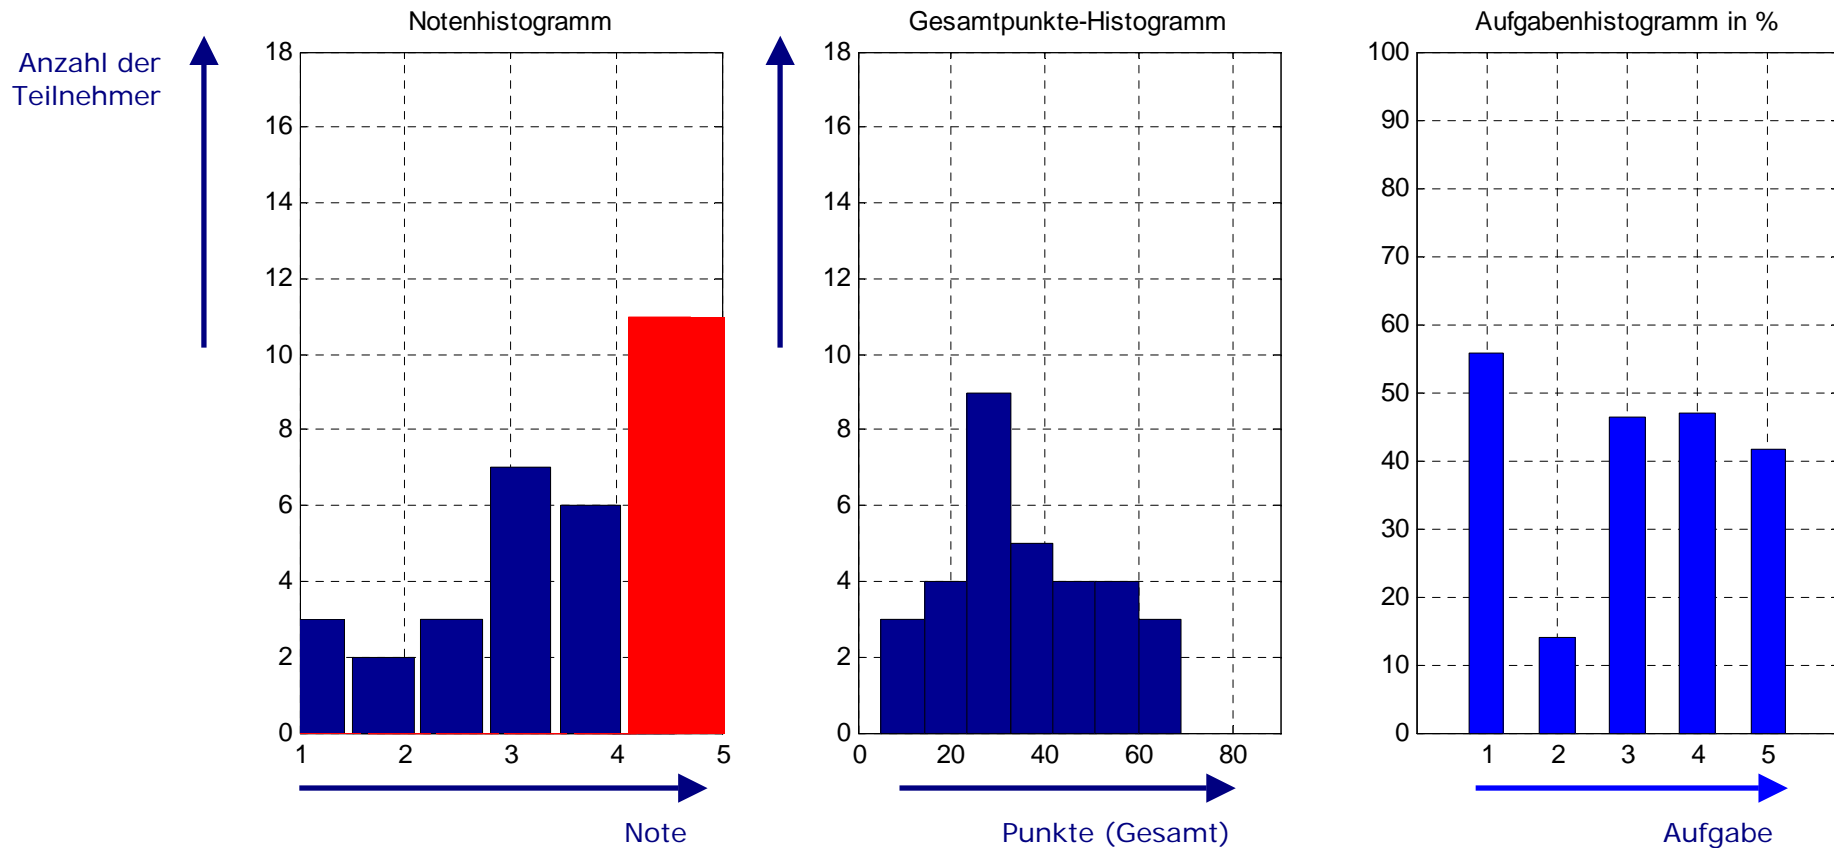 Notenhistogramm
Anzahl der
Teilnehmer
18
16
14
12
10
8
6
4
2
0
1 2 3 4 5
Note
Gesamtpunkte-Histogramm
18
16
14
12
10
8
6
4
2
0
0 20 40 60 80
Punkte (Gesamt)
Aufgabenhistogramm in %
100
90
80
70
60
50
40
30
20
10
0
1 2 3 4 5
Aufgabe